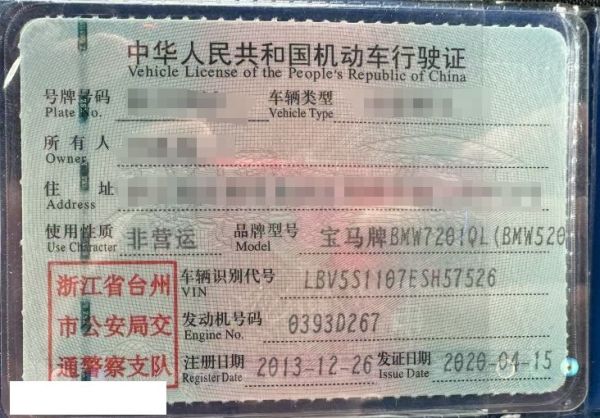 中华人民共和国机动车行驶证
Vehicle License of the People's Republic of China
号牌号码 车辆类型
Plate No. Vehicle Type
所有人
Owner
住址
Address
使用性质 非营运 品牌型号 宝马牌BMW7201QL(BMW520
Use Character Model
浙江省台州
市公安局交
通警察支队
车辆识别代号 LBV5S1107ESH57526
VIN
发动机号码 0393D267
Engine No.
注册日期 2013-12-26 发证日期 2020-04-15
Register Date Issue Date